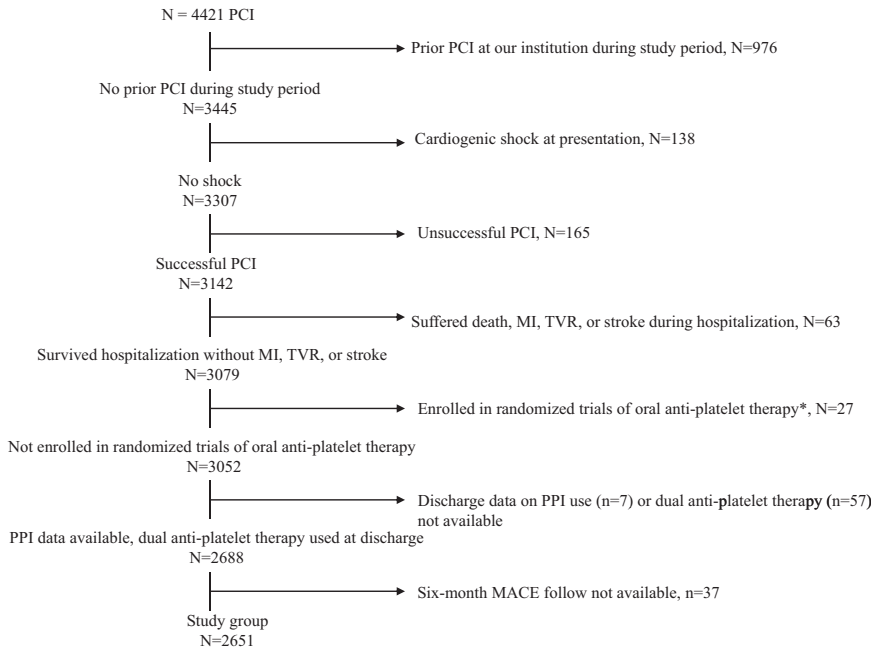 N = 4421 PCI
Prior PCI at our institution during study period, N=976
No prior PCI during study period
N=3445
Cardiogenic shock at presentation, N=138
No shock
N=3307
Unsuccessful PCI, N=165
Successful PCI
N=3142
Suffered death, MI, TVR, or stroke during hospitalization, N=63
Survived hospitalization without MI, TVR, or stroke
N=3079
Enrolled in randomized trials of oral anti-platelet therapy*, N=27
Not enrolled in randomized trials of oral anti-platelet therapy
N=3052
Discharge data on PPI use (n=7) or dual anti-platelet therapy (n=57)
not available
PPI data available, dual anti-platelet therapy used at discharge
N=2688
Six-month MACE follow not available, n=37
Study group
N=2651